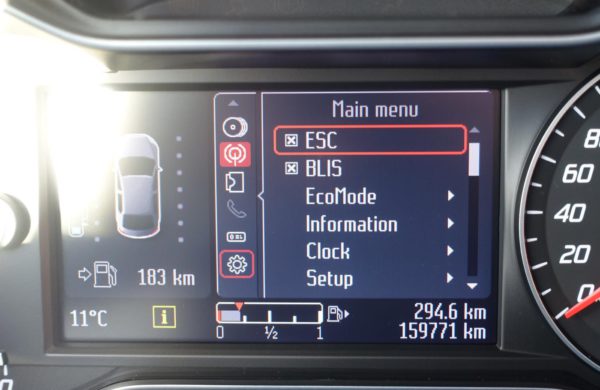 Main menu
ESC
BLIS
EcoMode
Information
Clock
Setup
183 km
11°C
i
0 ½ 1
294.6 km
159771 km
80
60
40
20
0